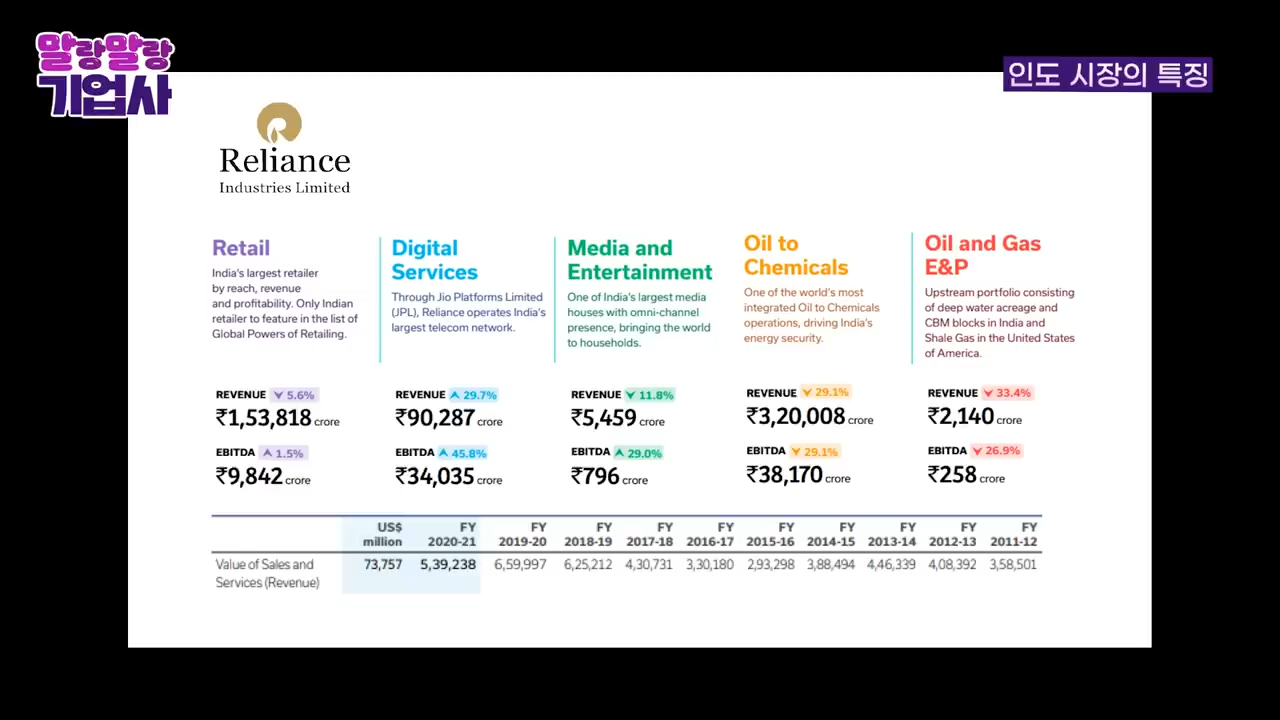 말랑말랑
기업사
인도 시장의 특징
Reliance
Industries Limited
Retail
India's largest retailer
by reach, revenue
and profitability. Only Indian
retailer to feature in the list of
Global Powers of Retailing.
REVENUE 5.6%
₹1,53,818 crore
EBITDA 1.5%
₹9,842 crore
Digital
Services
Through Jio Platforms Limited
(JPL), Reliance operates India's
largest telecom network.
REVENUE 29.7%
₹90,287 crore
EBITDA 45.8%
₹34,035 crore
Media and
Entertainment
One of India's largest media
houses with omni-channel
presence, bringing the world
to households.
REVENUE 11.8%
₹5,459 crore
EBITDA 29.0%
₹796 crore
Oil to
Chemicals
One of the world's most
integrated Oil to Chemicals
operations, driving India's
energy security.
REVENUE 29.1%
₹3,20,008 crore
EBITDA 29.1%
₹38,170 crore
Oil and Gas
E&P
Upstream portfolio consisting
of deep water acreage and
CBM blocks in India and
Shale Gas in the United States
of America.
REVENUE 33.4%
₹2,140 crore
EBITDA 26.9%
₹258 crore
US$ FY FY FY FY FY FY FY FY FY FY
million 2020-21 2019-20 2018-19 2017-18 2016-17 2015-16 2014-15 2013-14 2012-13 2011-12
Value of Sales and 73,757 5,39,238 6,59,997 6,25,212 4,30,731 3,30,180 2,93,298 3,88,494 4,46,339 4,08,392 3,58,501
Services (Revenue)